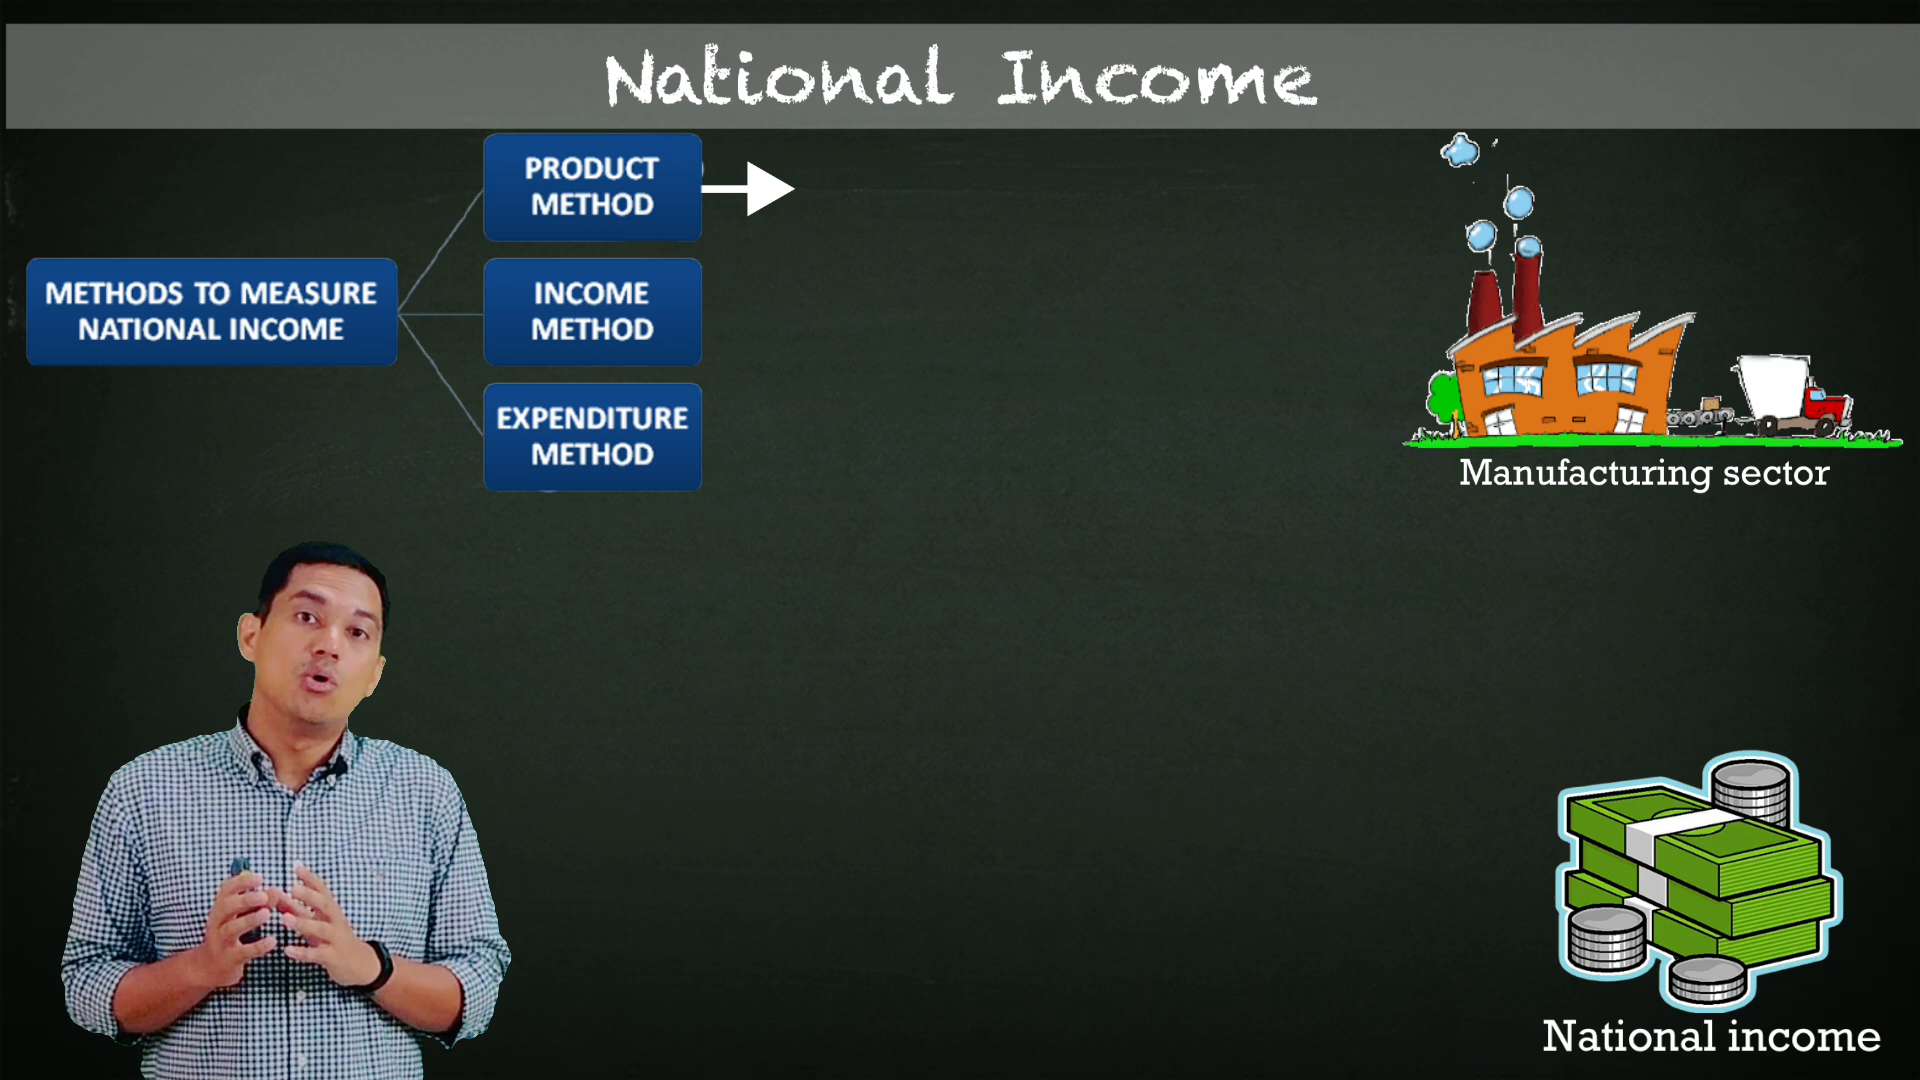 National Income
PRODUCT
METHOD
METHODS TO MEASURE
NATIONAL INCOME
INCOME
METHOD
EXPENDITURE
METHOD
Manufacturing sector
National income